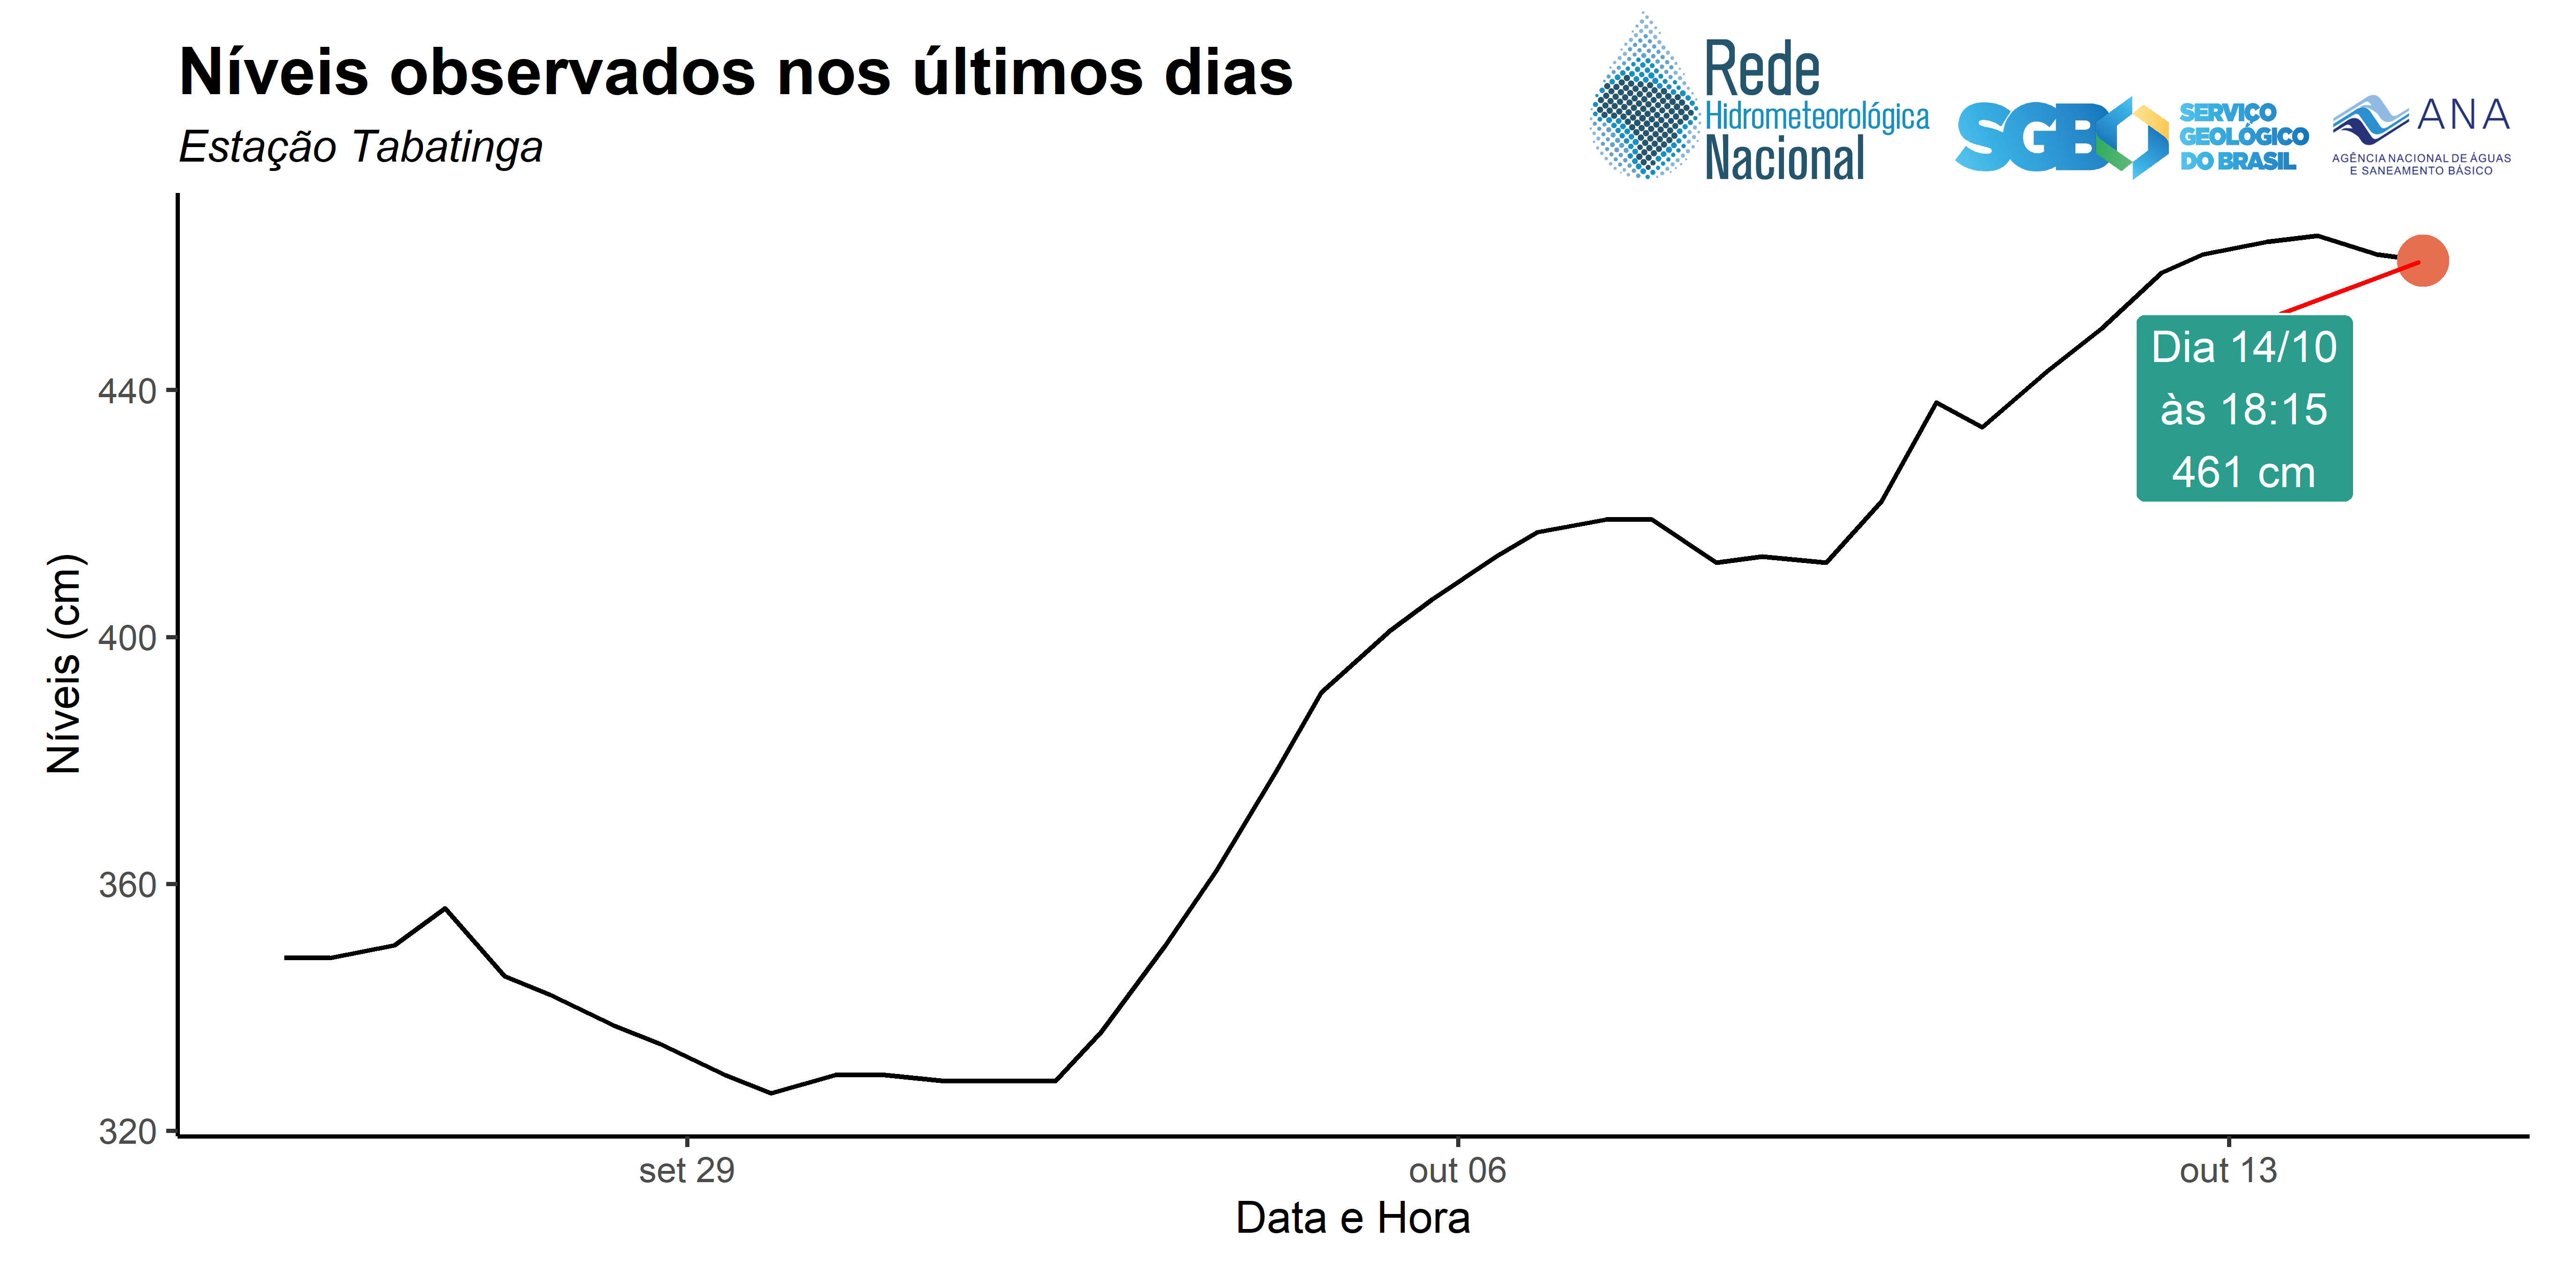 Níveis observados nos últimos dias
Estação Tabatinga
Rede
Hidrometeorológica
Nacional
SGB
SERVIÇO
GEOLÓGICO
DO BRASIL
ANA
AGÊNCIA NACIONAL DE ÁGUAS
E SANEAMENTO BÁSICO
Níveis (cm)
440
400
360
320
Dia 14/10
às 18:15
461 cm
set 29
out 06
out 13
Data e Hora